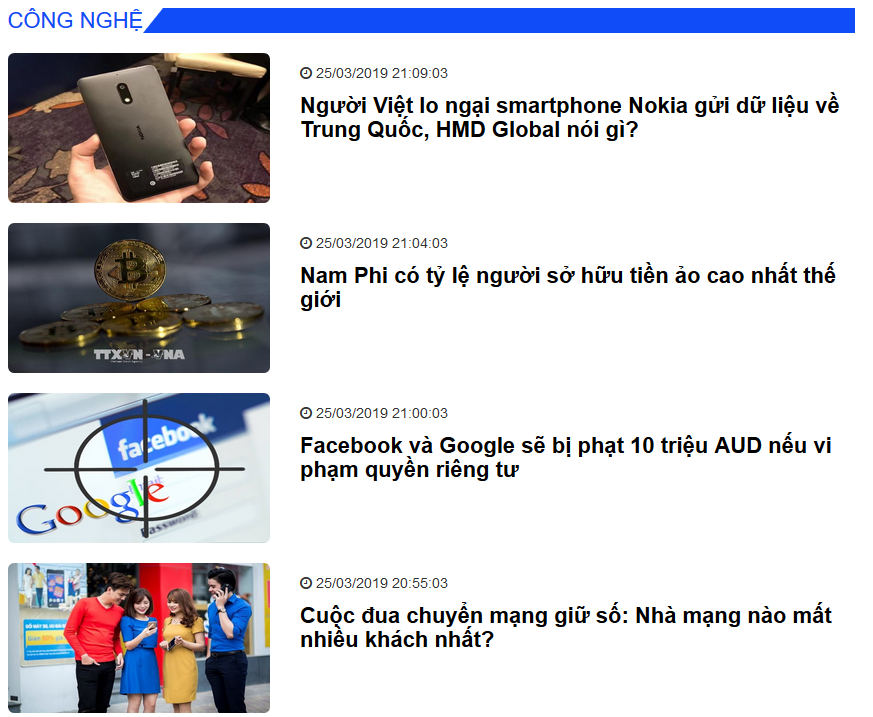 CÔNG NGHỆ
25/03/2019 21:09:03
Người Việt lo ngại smartphone Nokia gửi dữ liệu về
Trung Quốc, HMD Global nói gì?
NOKIA
25/03/2019 21:04:03
Nam Phi có tỷ lệ người sở hữu tiền ảo cao nhất thế
giới
TTXVN - VNA
25/03/2019 21:00:03
Facebook và Google sẽ bị phạt 10 triệu AUD nếu vi
phạm quyền riêng tư
facebook
Google
Password
25/03/2019 20:55:03
Cuộc đua chuyển mạng giữ số: Nhà mạng nào mất
nhiều khách nhất?